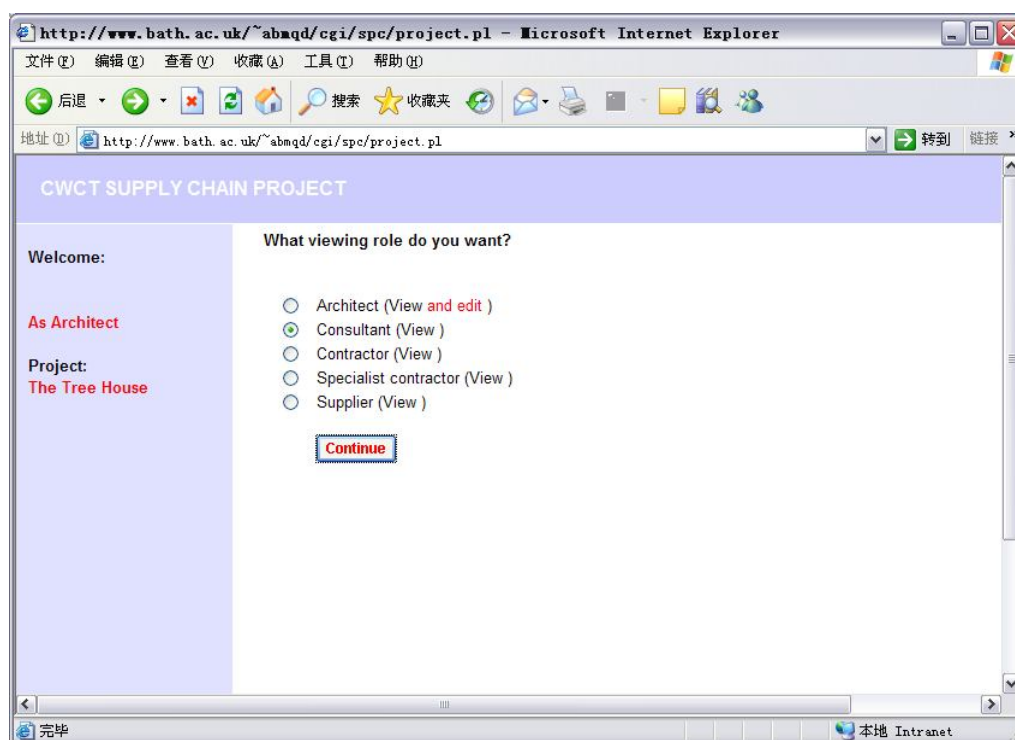 http://www.bath.ac.uk/~abmqd/cgi/spc/project.pl - Microsoft Internet Explorer
文件(F) 编辑(E) 查看(V) 收藏(A) 工具(T) 帮助(H)
后退 搜索 收藏夹
地址(D) http://www.bath.ac.uk/~abmqd/cgi/spc/project.pl 转到 链接 »
CWCT SUPPLY CHAIN PROJECT
Welcome:
As Architect
Project:
The Tree House
What viewing role do you want?
Architect (View and edit )
Consultant (View )
Contractor (View )
Specialist contractor (View )
Supplier (View )
Continue
完毕 本地 Intranet